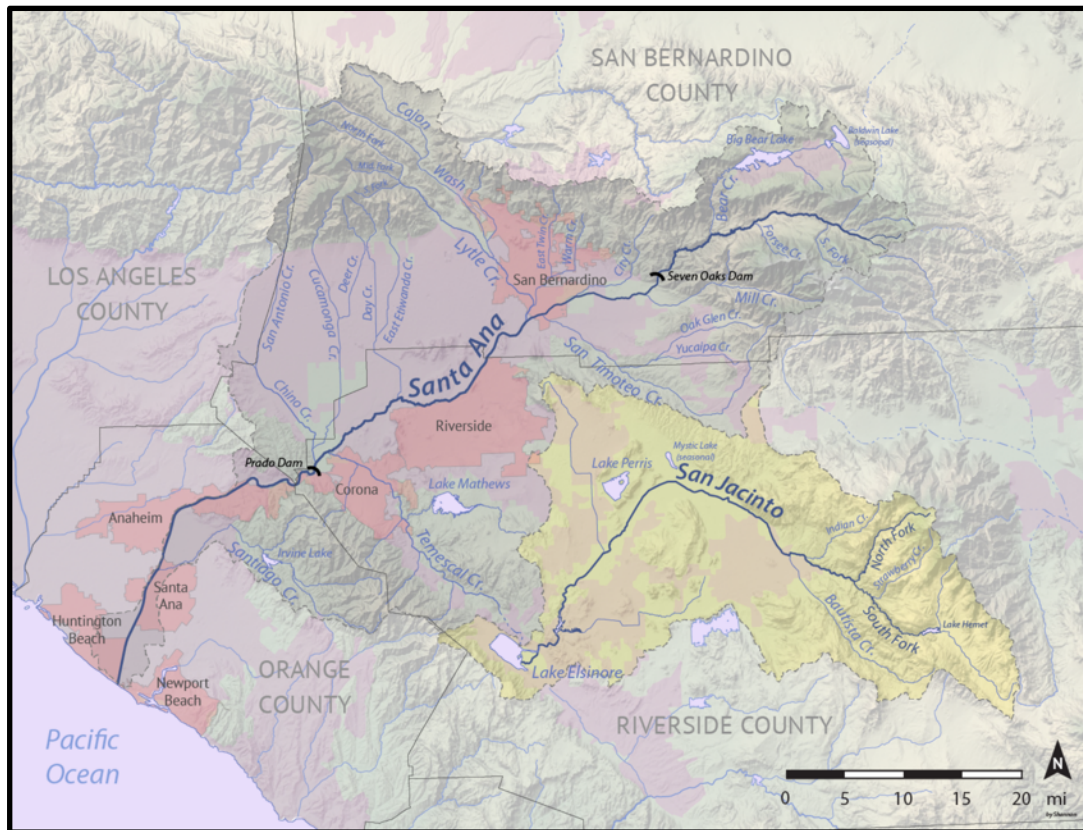 SAN BERNARDINO
COUNTY
Cajon
Wash
North Fork
Big Bear Lake
Baldwin Lake
(seasonal)
Bear Cr.
Lytle Cr.
East Twin Cr.
Warm Cr.
City Cr.
Forsee Cr.
S. Fork
LOS ANGELES
COUNTY
San Antonio Cr.
Cucamonga Cr.
Deer Cr.
Day Cr.
East Etiwanda Cr.
San Bernardino
Seven Oaks Dam
Mill Cr.
Oak Glen Cr.
Yucaipa Cr.
Santa Ana
San Timoteo Cr.
Chino Cr.
Riverside
Prado Dam
Corona
Lake Mathews
Lake Perris
Mystic Lake
(seasonal)
San Jacinto
Anaheim
Temescal Cr.
Indian Cr.
North Fork
Strawberry Cr.
Santiago Cr.
Irvine Lake
Santa
Ana
Huntington
Beach
Bautista Cr.
South Fork
Lake Hemet
Lake Elsinore
ORANGE
COUNTY
Newport
Beach
RIVERSIDE COUNTY
Pacific
Ocean
N
0 5 10 15 20 mi
by Shannon